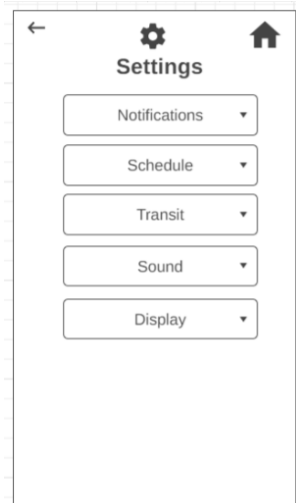 Settings
Notifications
Schedule
Transit
Sound
Display